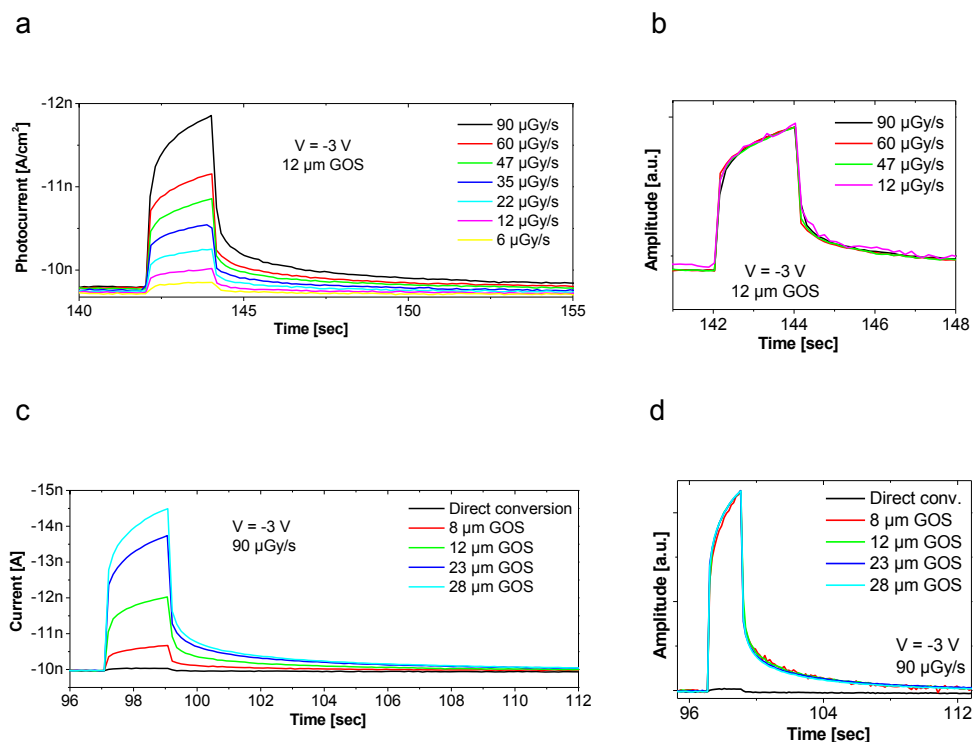 a
Photocurrent [A/cm²]
-12n
-11n
-10n
V = -3 V
12 µm GOS
90 µGy/s
60 µGy/s
47 µGy/s
35 µGy/s
22 µGy/s
12 µGy/s
6 µGy/s
140
145
150
155
Time [sec]
b
Amplitude [a.u.]
90 µGy/s
60 µGy/s
47 µGy/s
12 µGy/s
V = -3 V
12 µm GOS
142
144
146
148
Time [sec]
c
Current [A]
-15n
-14n
-13n
-12n
-11n
-10n
V = -3 V
90 µGy/s
Direct conversion
8 µm GOS
12 µm GOS
23 µm GOS
28 µm GOS
96
98
100
102
104
106
108
110
112
Time [sec]
d
Amplitude [a.u.]
Direct conv.
8 µm GOS
12 µm GOS
23 µm GOS
28 µm GOS
V = -3 V
90 µGy/s
96
104
112
Time [sec]